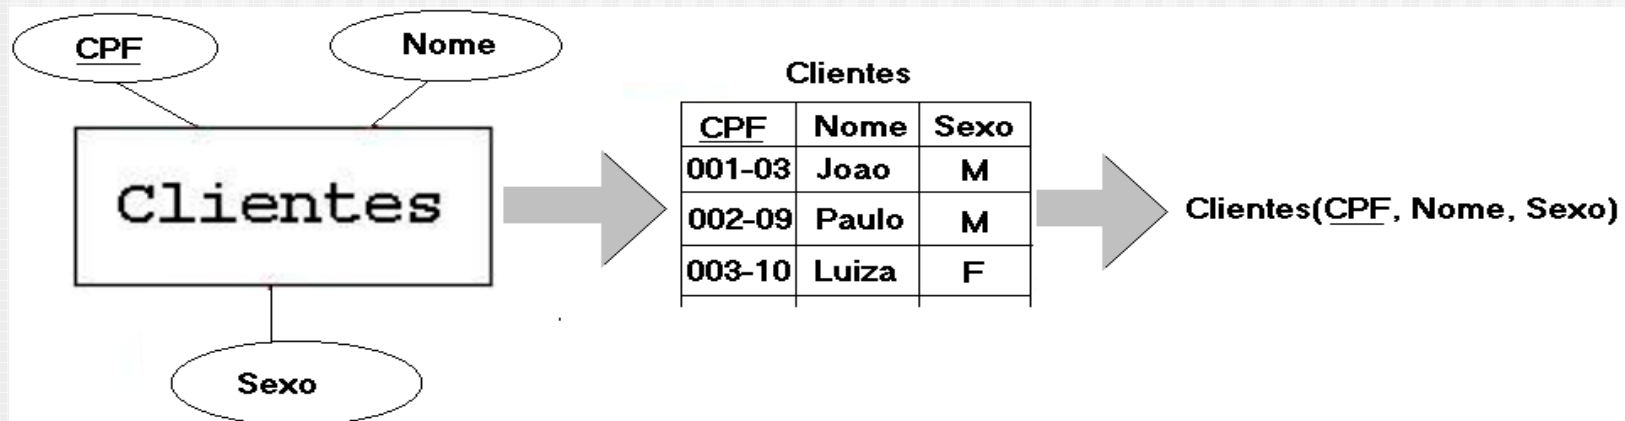 CPF
Nome
Clientes
Sexo
Clientes
CPF Nome Sexo
001-03 Joao M
002-09 Paulo M
003-10 Luiza F
Clientes(CPF, Nome, Sexo)